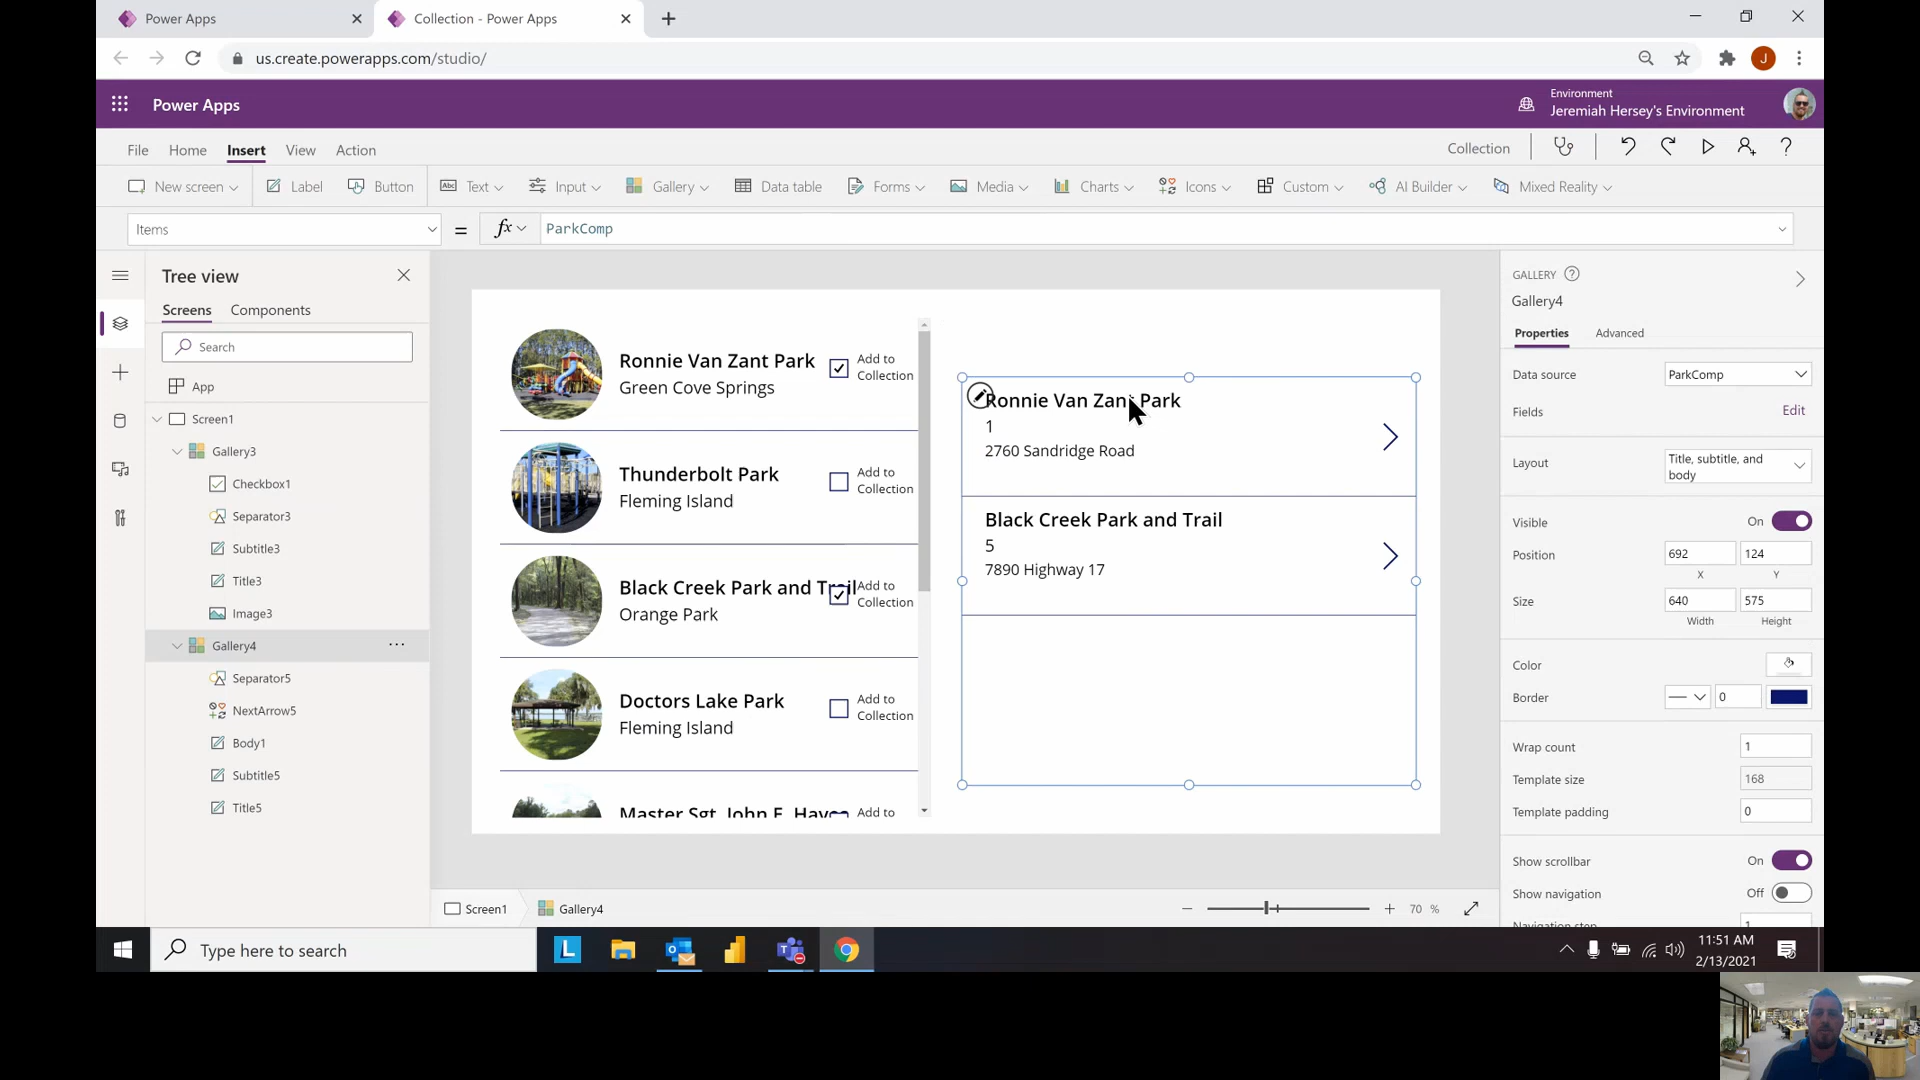 Power Apps
Collection - Power Apps
us.create.powerapps.com/studio/
J
Power Apps
Environment
Jeremiah Hersey's Environment
File Home Insert View Action
Collection
New screen Label Button Text Input Gallery Data table Forms Media Charts Icons Custom AI Builder Mixed Reality
Items = fx ParkComp
Tree view
Screens Components
Search
App
Screen1
Gallery3
Checkbox1
Separator3
Subtitle3
Title3
Image3
Gallery4
Separator5
NextArrow5
Body1
Subtitle5
Title5
Ronnie Van Zant Park
Green Cove Springs
Add to
Collection
Thunderbolt Park
Fleming Island
Add to
Collection
Black Creek Park and Trail
Orange Park
Add to
Collection
Doctors Lake Park
Fleming Island
Add to
Collection
Master Sgt. John E. Add to
Ronnie Van Zant Park
1
2760 Sandridge Road
Black Creek Park and Trail
5
7890 Highway 17
GALLERY
Gallery4
Properties Advanced
Data source ParkComp
Fields Edit
Layout Title, subtitle, and
body
Visible On
Position 692 124
X Y
Size 640 575
Width Height
Color
Border 0
Wrap count 1
Template size 168
Template padding 0
Show scrollbar On
Show navigation Off
Navigation step 1
Screen1 Gallery4
70 %
Type here to search
L
11:51 AM
2/13/2021